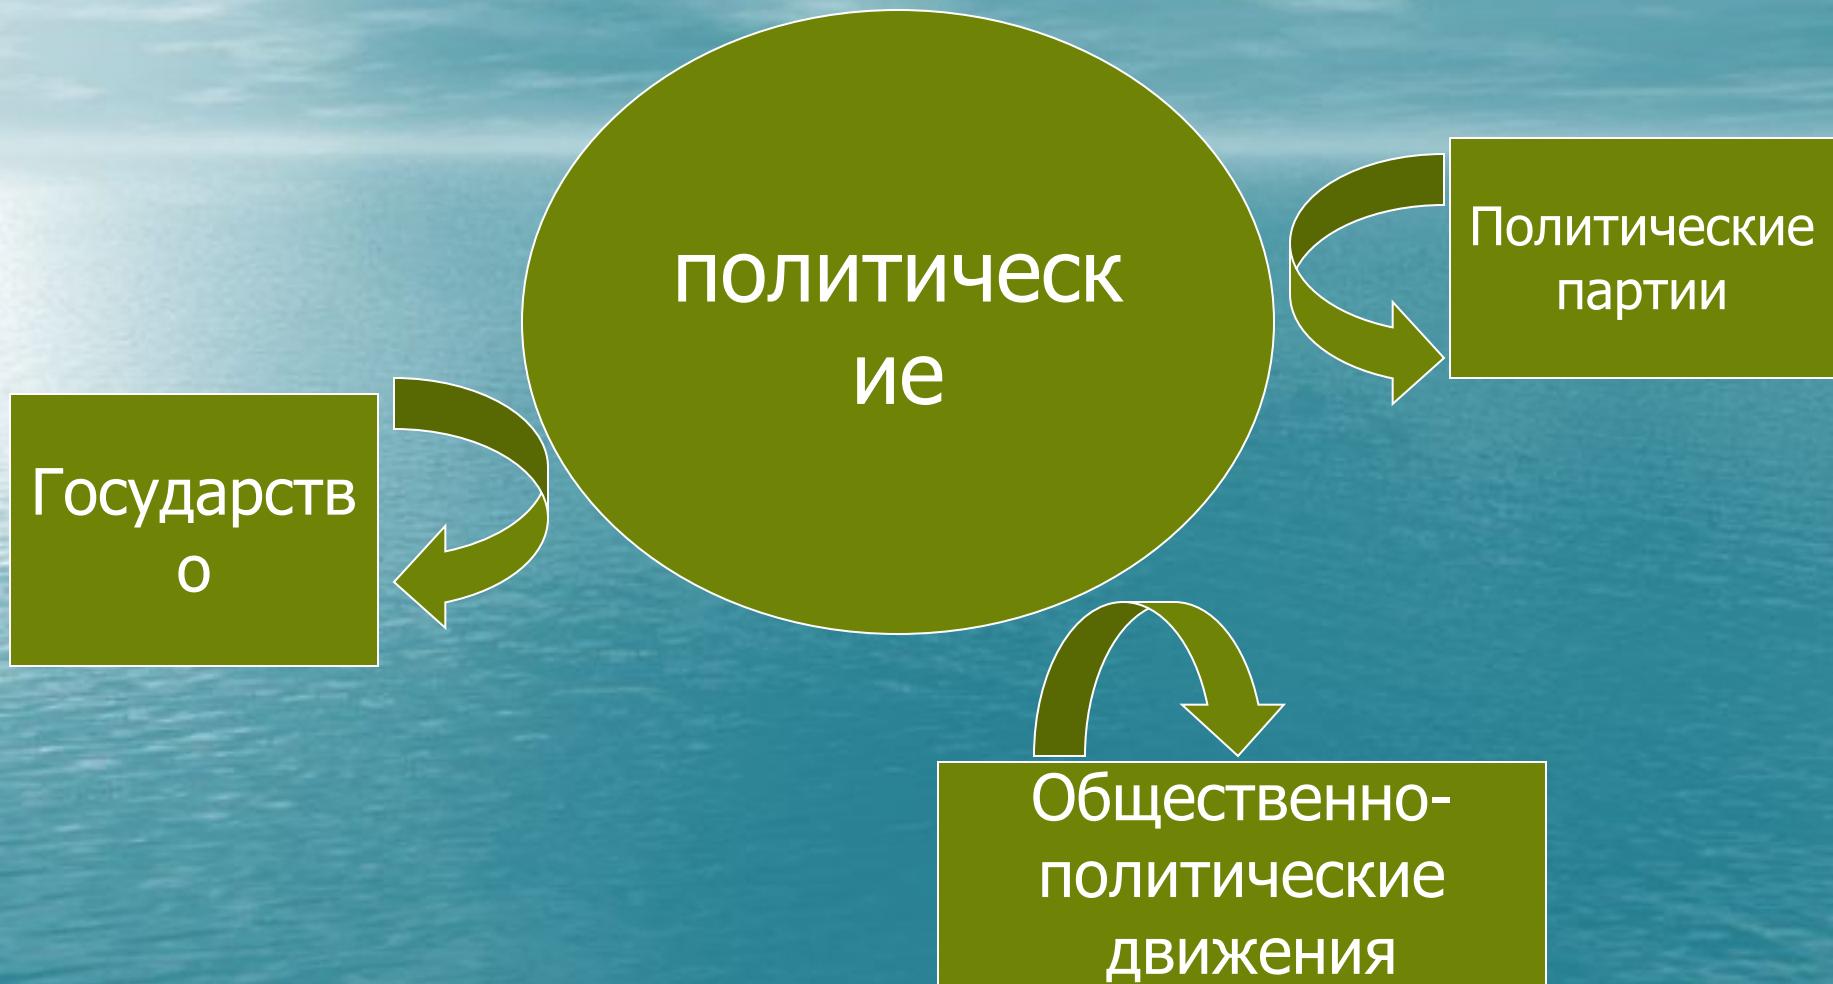 политическ
ие
Политические
партии
Государств
о
Общественно-
политические
движения